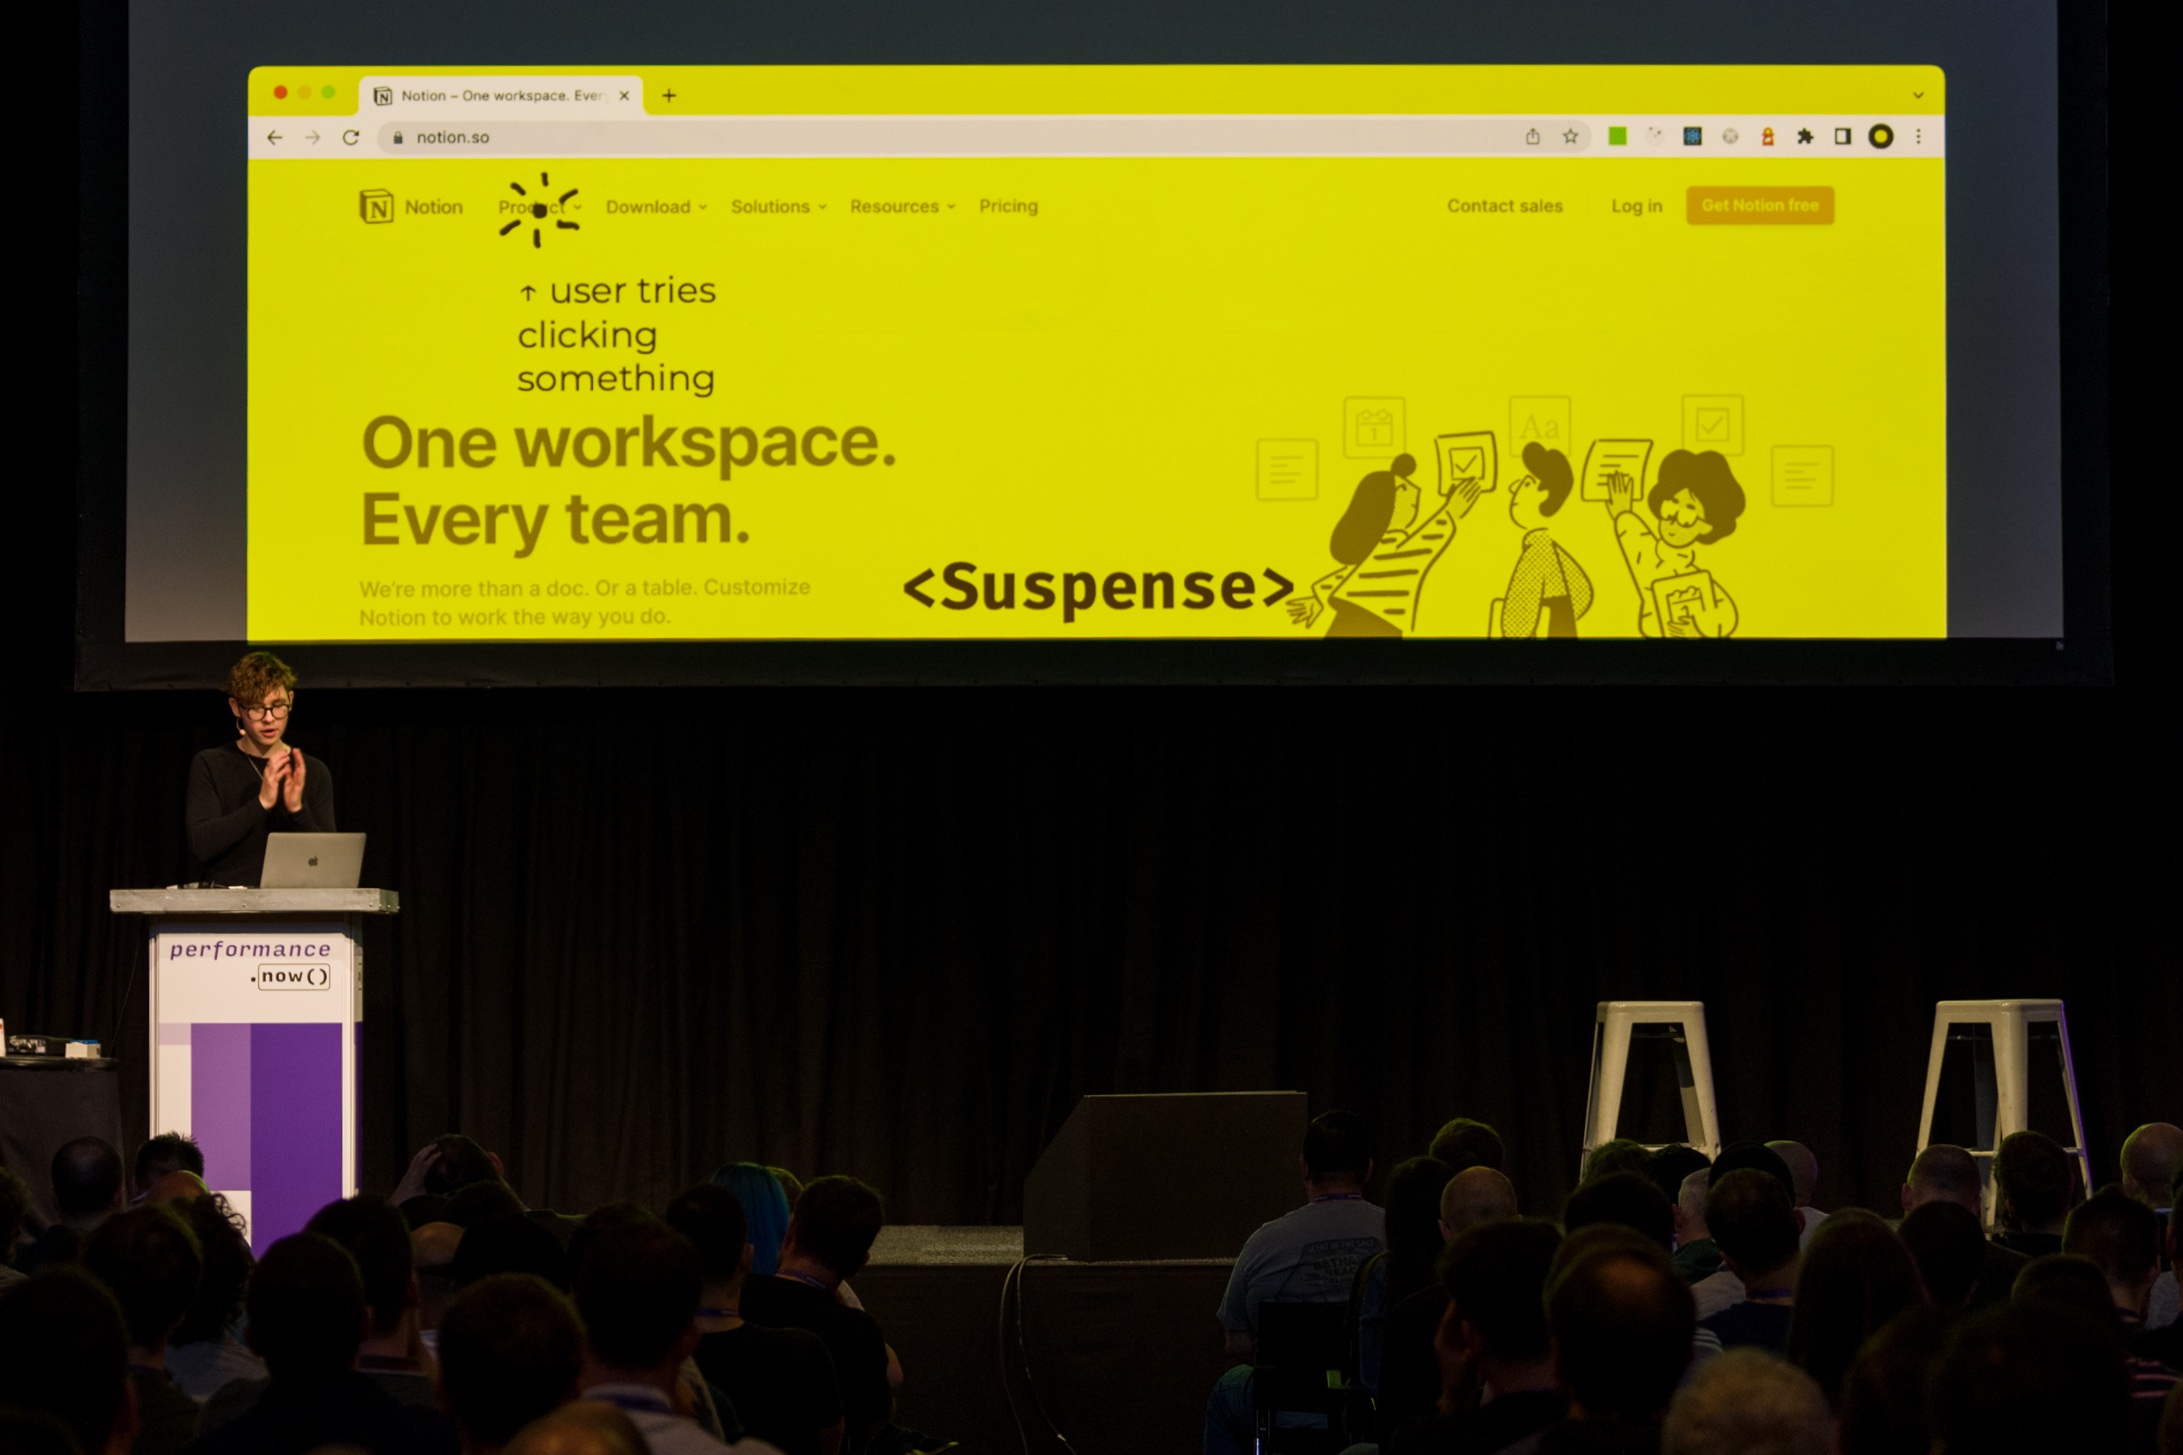 Notion – One workspace. Ever
notion.so
Notion Product Download Solutions Resources Pricing Contact sales Log in Get Notion free
↑ user tries
clicking
something
1
Aa
One workspace.
Every team.
<Suspense>
We're more than a doc. Or a table. Customize
Notion to work the way you do.
performance
.now()